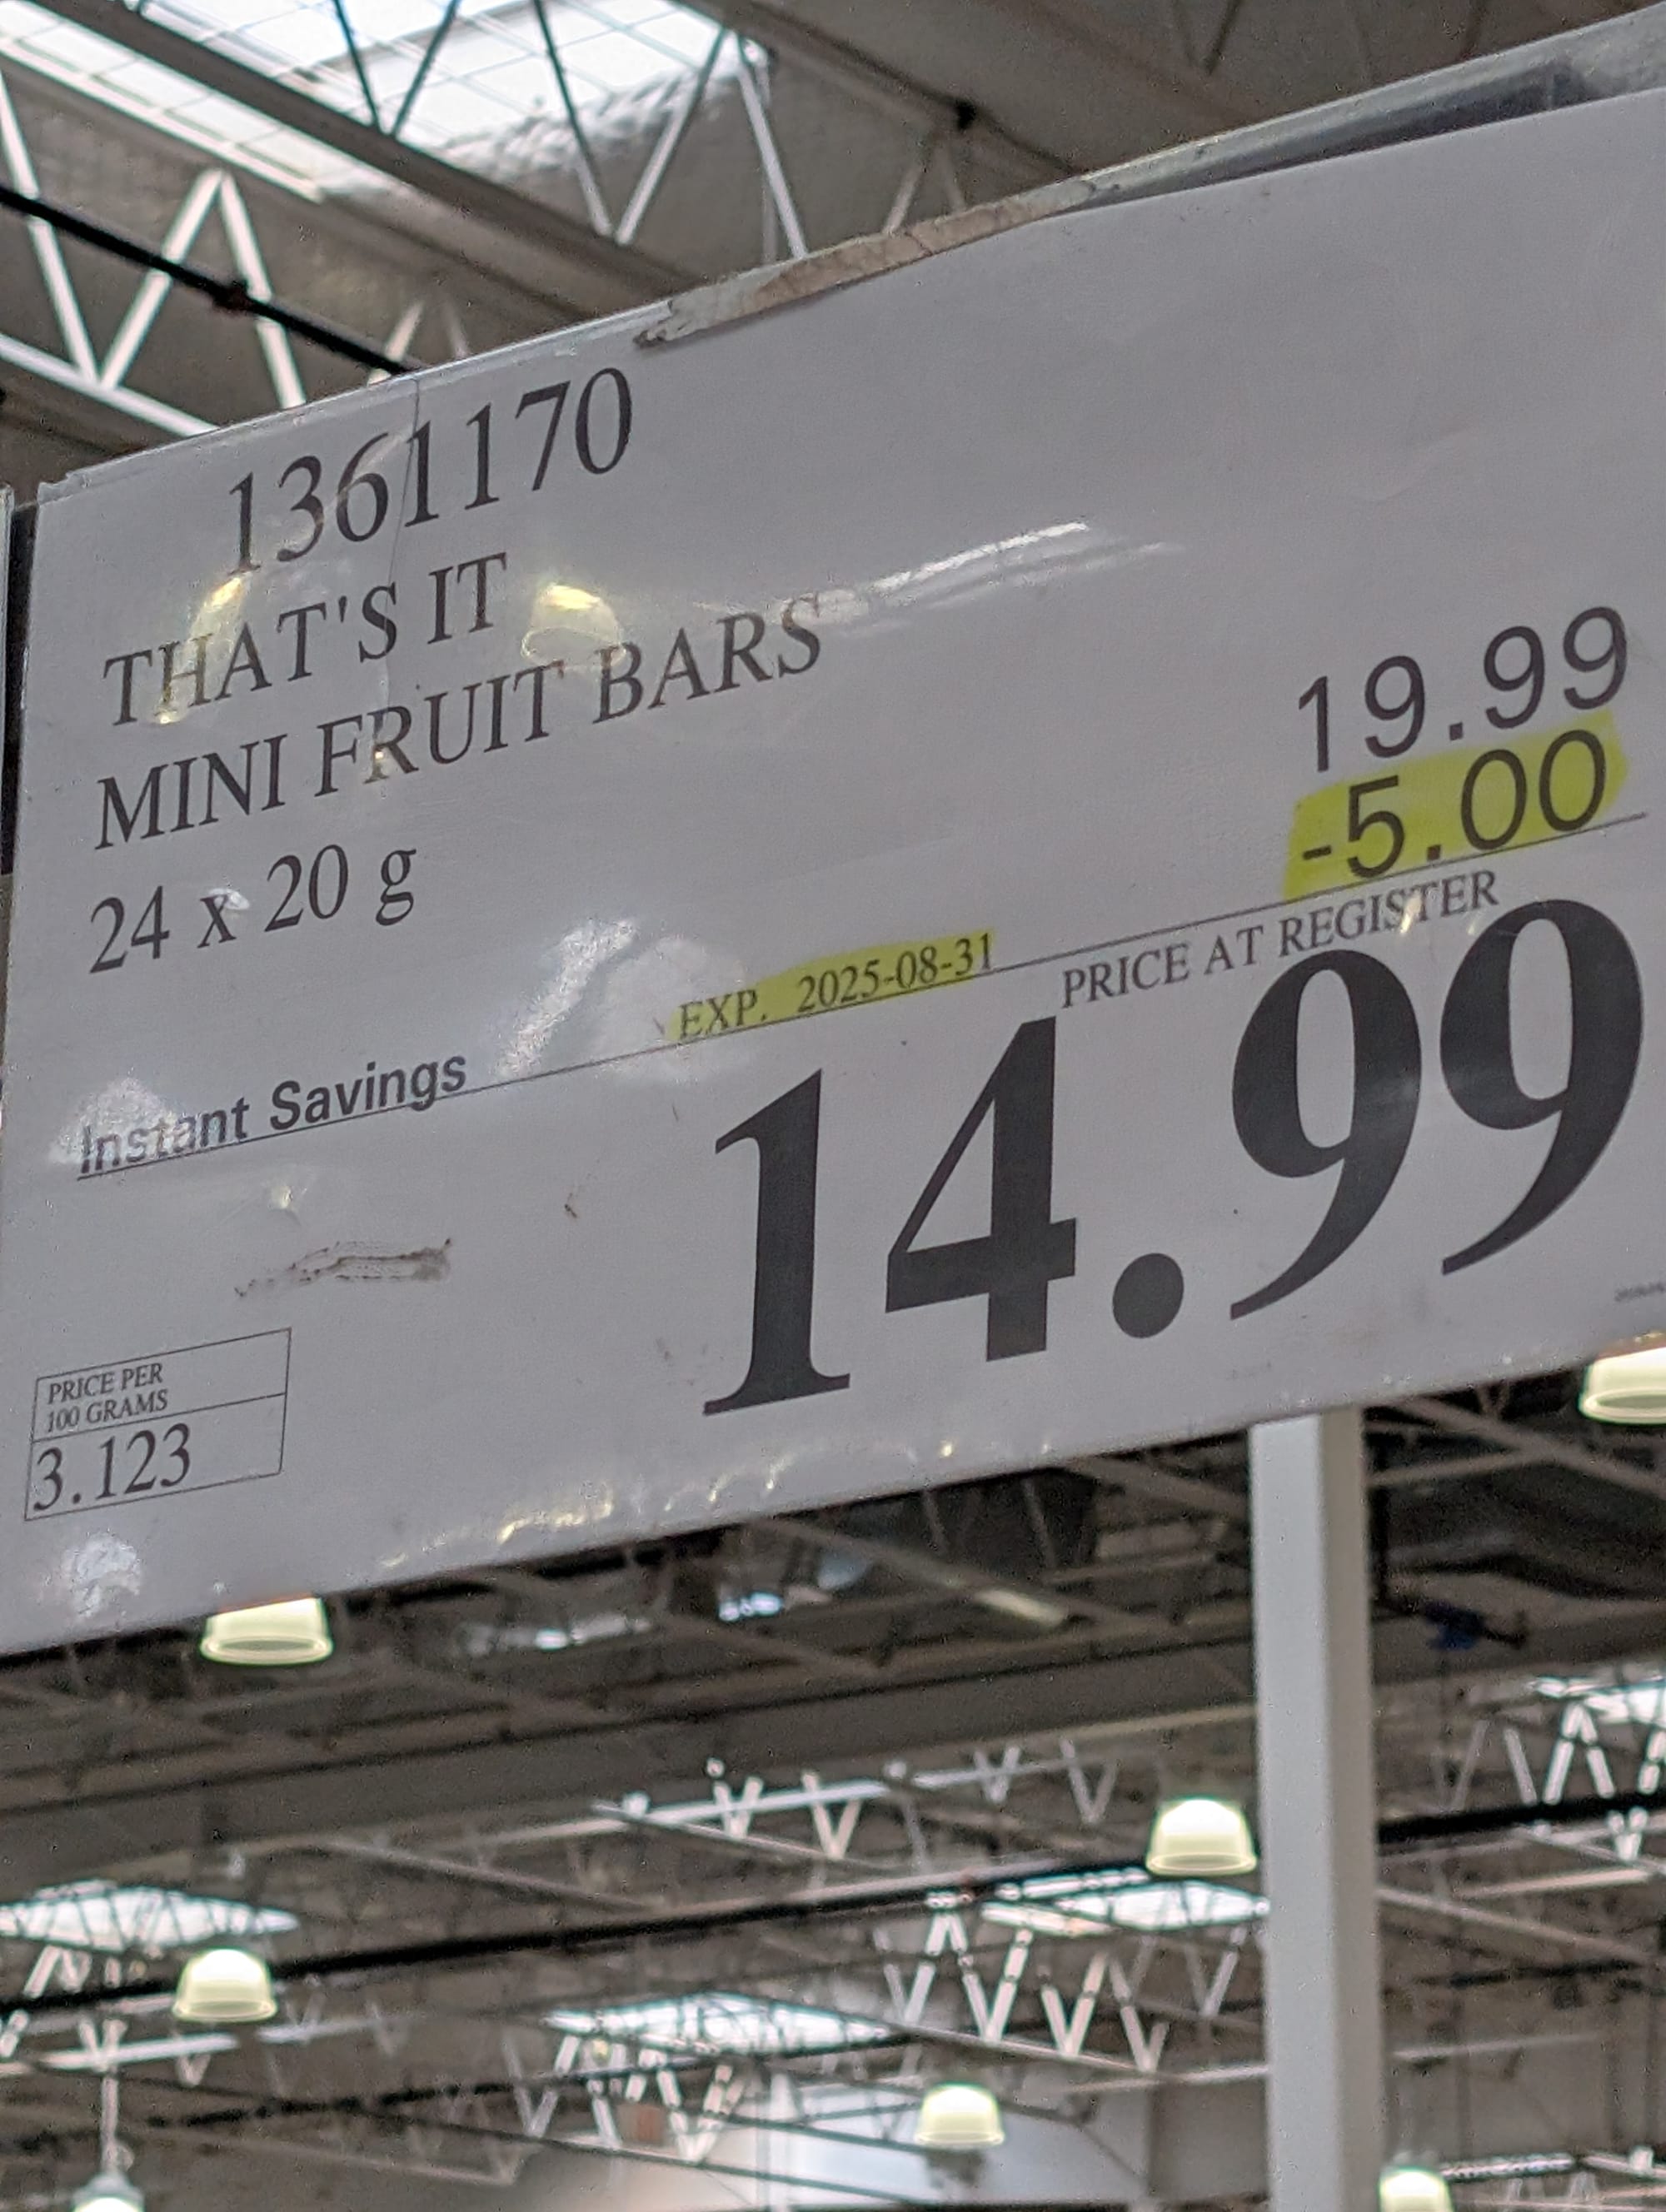 1361170
THAT'S IT
MINI FRUIT BARS
24 x 20 g
19.99
-5.00
Instant Savings
EXP. 2025-08-31
PRICE AT REGISTER
14.99
PRICE PER
100 GRAMS
3.123